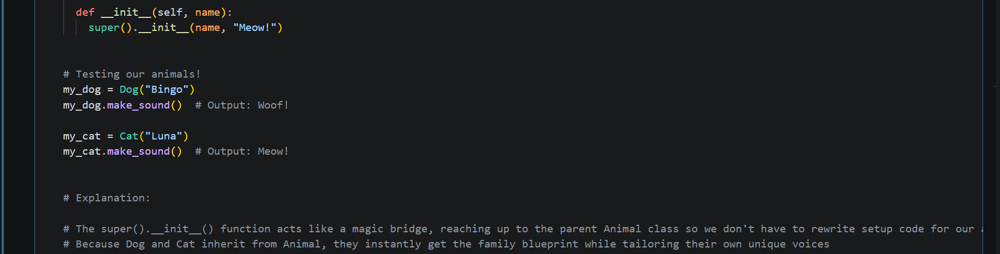 def __init__(self, name):
super().__init__(name, "Meow!")
# Testing our animals!
my_dog = Dog("Bingo")
my_dog.make_sound()  # Output: Woof!
my_cat = Cat("Luna")
my_cat.make_sound()  # Output: Meow!
# Explanation:
# The super().__init__() function acts like a magic bridge, reaching up to the parent Animal class so we don't have to rewrite setup code for our
# Because Dog and Cat inherit from Animal, they instantly get the family blueprint while tailoring their own unique voices